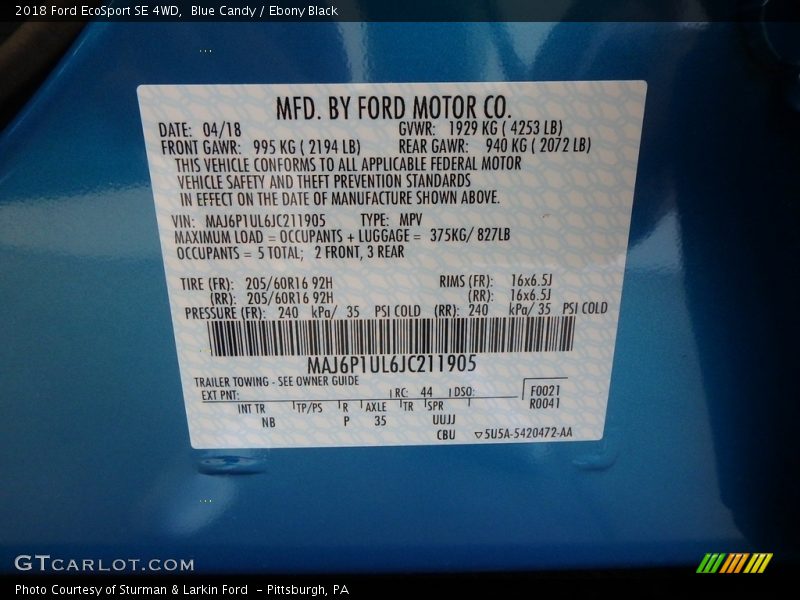 2018 Ford EcoSport SE 4WD,  Blue Candy / Ebony Black
MFD. BY FORD MOTOR CO.
DATE: 04/18 GVWR: 1929 KG ( 4253 LB)
FRONT GAWR: 995 KG ( 2194 LB) REAR GAWR: 940 KG ( 2072 LB)
THIS VEHICLE CONFORMS TO ALL APPLICABLE FEDERAL MOTOR
VEHICLE SAFETY AND THEFT PREVENTION STANDARDS
IN EFFECT ON THE DATE OF MANUFACTURE SHOWN ABOVE.
VIN: MAJ6P1UL6JC211905 TYPE: MPV
MAXIMUM LOAD = OCCUPANTS + LUGGAGE = 375KG/ 827LB
OCCUPANTS = 5 TOTAL; 2 FRONT, 3 REAR
TIRE (FR): 205/60R16 92H RIMS (FR): 16x6.5J
(RR): 205/60R16 92H (RR): 16x6.5J
PRESSURE (FR): 240 kPa/ 35 PSI COLD (RR): 240 kPa/ 35 PSI COLD
MAJ6P1UL6JC211905
TRAILER TOWING - SEE OWNER GUIDE
EXT PNT: RC: 44 DSO: F0021
R0041
INT TR TP/PS R AXLE TR SPR
NB P 35 UUJJ
CBU ▽5U5A-5420472-AA
GTCARLOT.COM
Photo Courtesy of Sturman & Larkin Ford  - Pittsburgh, PA